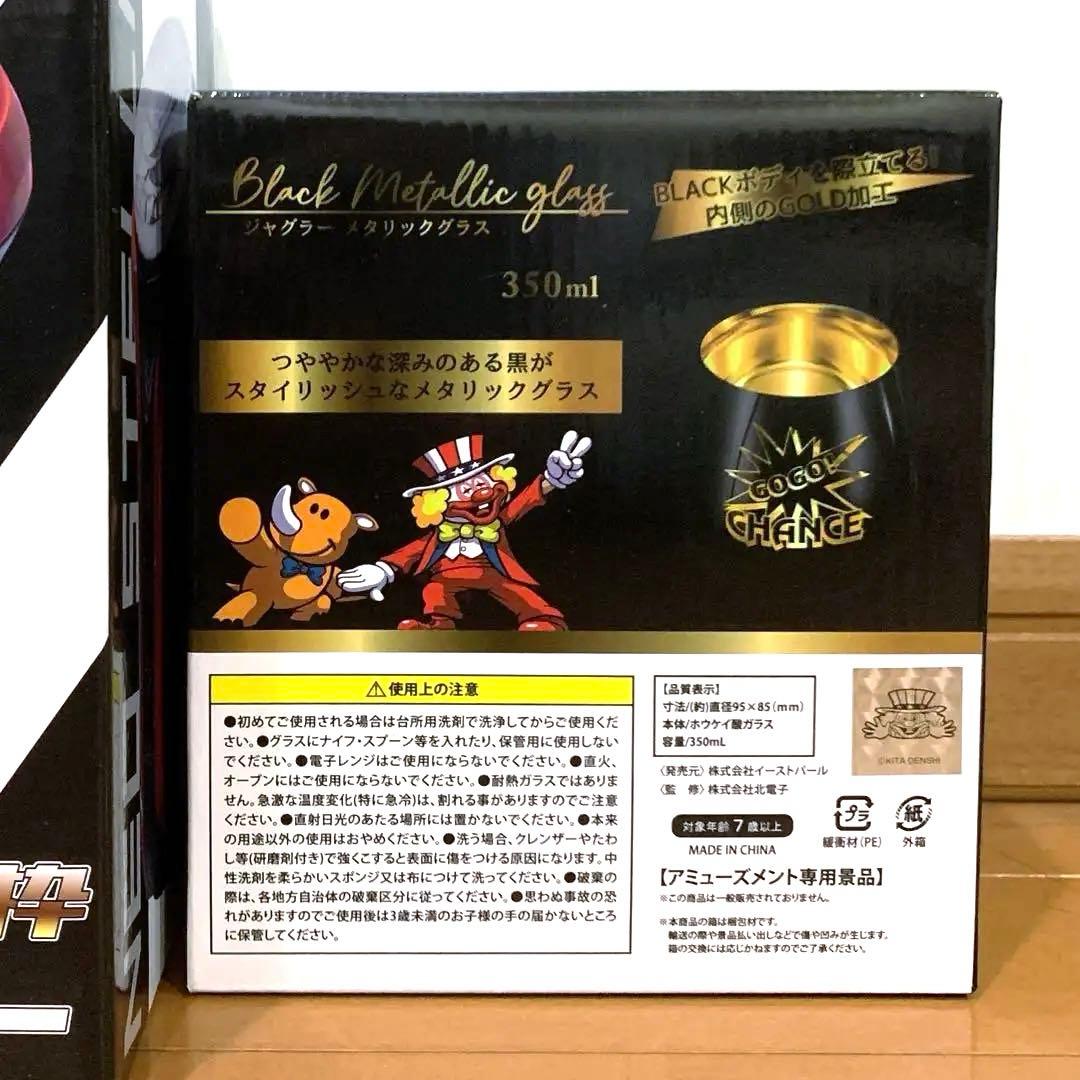 Black Metallic glass
ジャグラー メタリックグラス
BLACKボディを際立てる!
内側のGOLD加工
350ml
つややかな深みのある黒が
スタイリッシュなメタリックグラス
GOGO!
CHANCE
⚠使用上の注意
●初めてご使用される場合は台所用洗剤で洗浄してからご使用くだ
さい。●グラスにナイフ・スプーン等を入れたり、保管用に使用しない
でください。●電子レンジはご使用にならないでください。●直火、
オーブンにはご使用にならないでください。●耐熱ガラスではありま
せん。急激な温度変化(特に急冷)は、割れる事がありますのでご注意
ください。●直射日光のあたる場所には置かないでください。●本来
の用途以外の使用はおやめください。●洗う場合、クレンザーやたわ
し等(研磨剤付き)で強くこすると表面に傷をつける原因になります。中
性洗剤を柔らかいスポンジ又は布につけて洗ってください。●破棄の
際は、各地方自治体の破棄区分に従ってください。●思わぬ事故の恐
れがありますのでご使用後は3歳未満のお子様の手の届かないところ
に保管してください。
【品質表示】
寸法/(約)直径95×85(mm)
本体/ホウケイ酸ガラス
容量/350mL
©KITA DENSHI
〈発売元〉株式会社イーストパール
〈監 修〉株式会社北電子
対象年齢7歳以上
MADE IN CHINA
プラ
緩衝材(PE)
紙
外箱
【アミューズメント専用景品】
※この商品は一般販売されておりません。
※本商品の箱は梱包材です。
輸送の際や景品払い出しなどで傷や凹みが生じます。
箱の交換には応じかねますのでご了承ください。